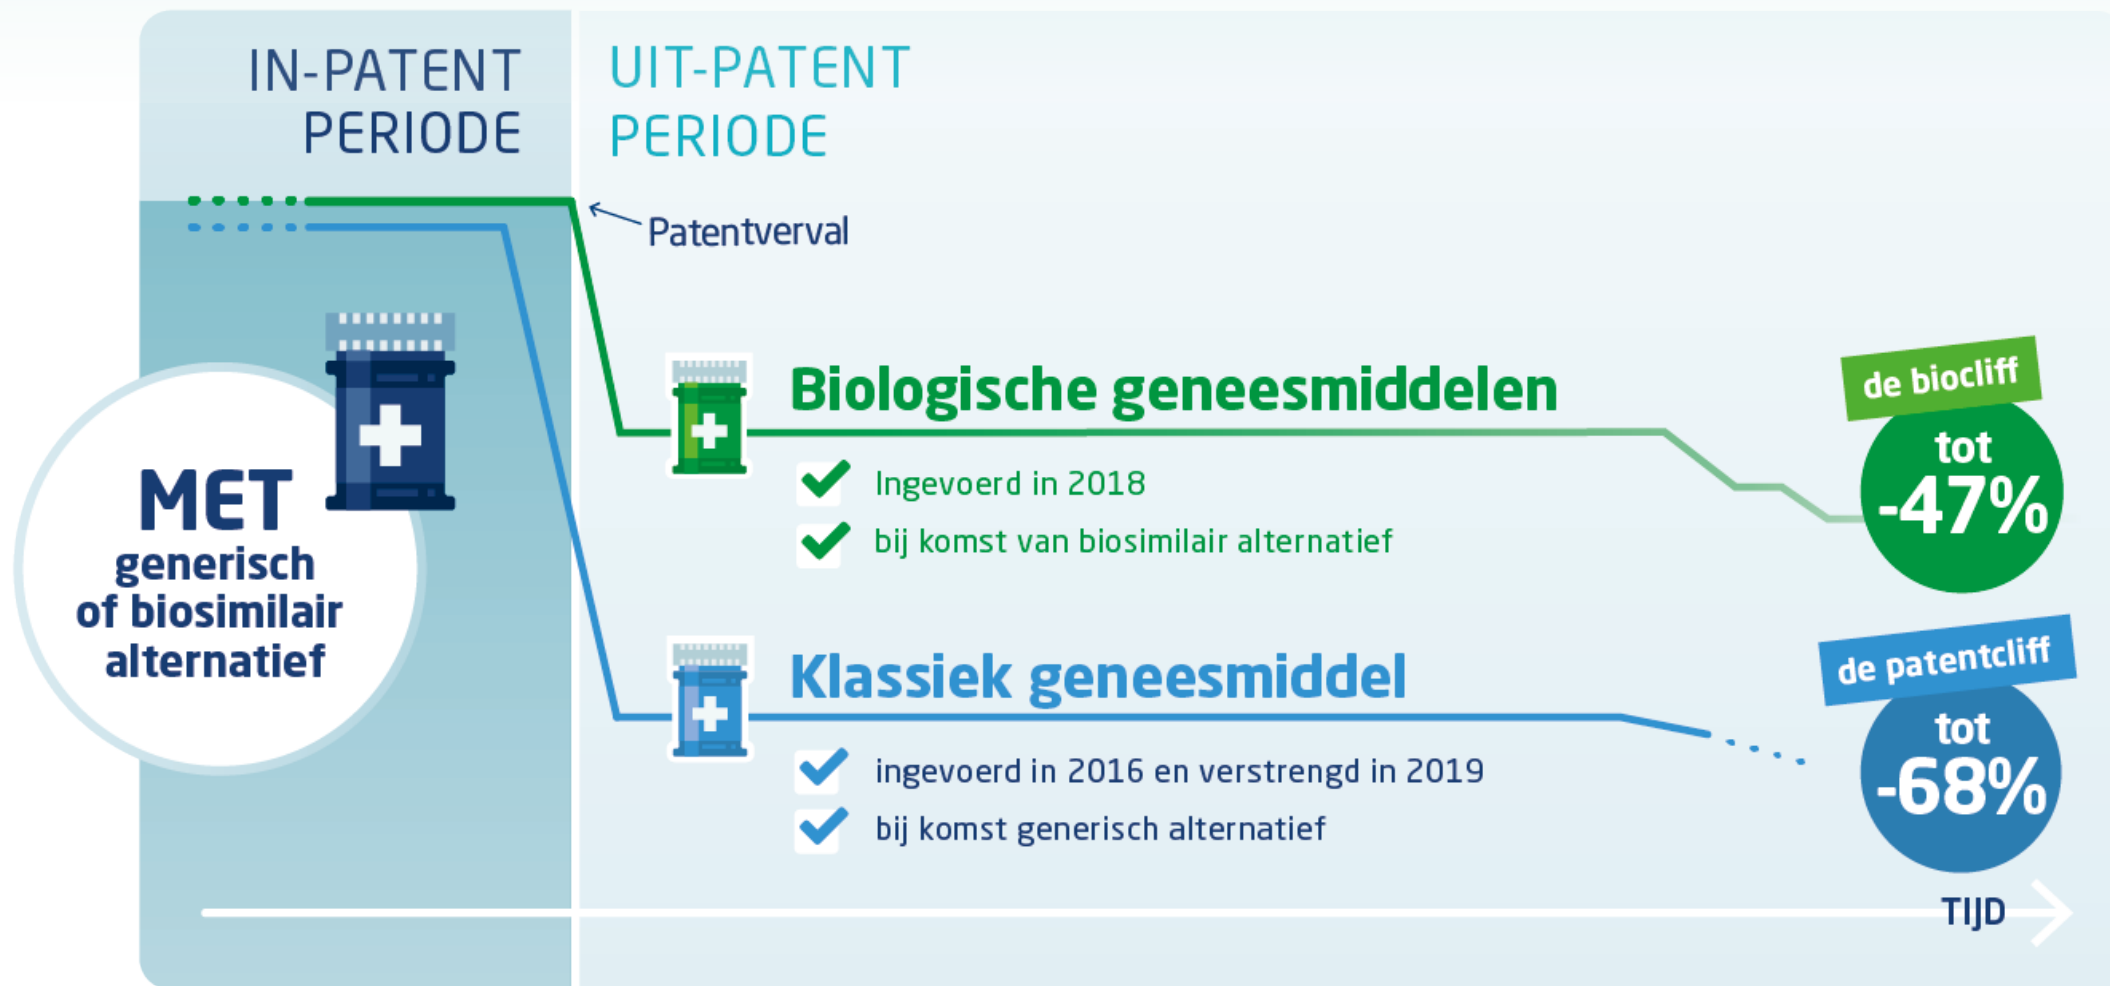 IN-PATENT
PERIODE
UIT-PATENT
PERIODE
Patentverval
MET
generisch
of biosimilair
alternatief
Biologische geneesmiddelen
Ingevoerd in 2018
bij komst van biosimilair alternatief
de biocliff
tot
-47%
Klassiek geneesmiddel
ingevoerd in 2016 en verstrengd in 2019
bij komst generisch alternatief
de patentcliff
tot
-68%
TIJD